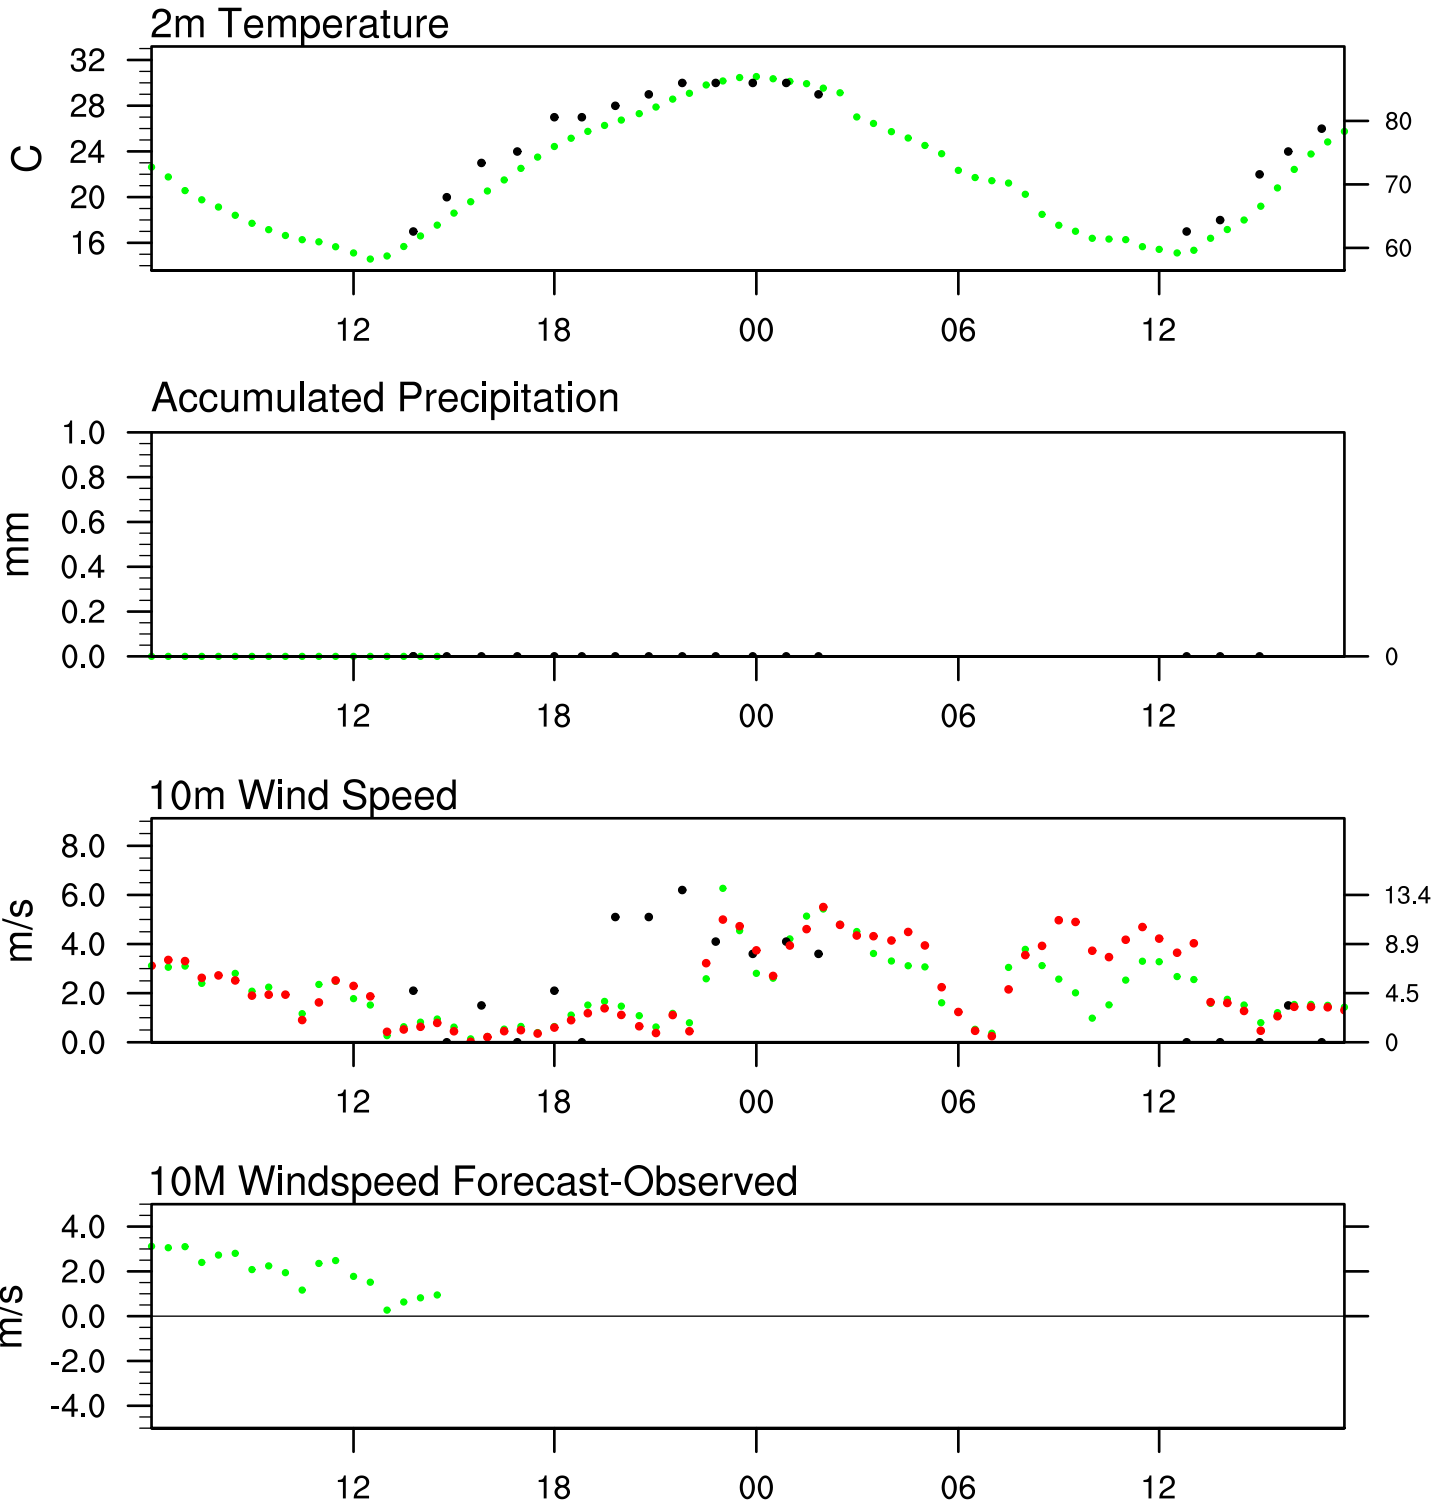 2m Temperature
32
28
24
20
16
C
80
70
60
12 18 00 06 12
Accumulated Precipitation
1.0
0.8
0.6
0.4
0.2
0.0
mm
0
12 18 00 06 12
10m Wind Speed
8.0
6.0
4.0
2.0
0.0
m/s
13.4
8.9
4.5
0
12 18 00 06 12
10M Windspeed Forecast-Observed
4.0
2.0
0.0
-2.0
-4.0
m/s
12 18 00 06 12